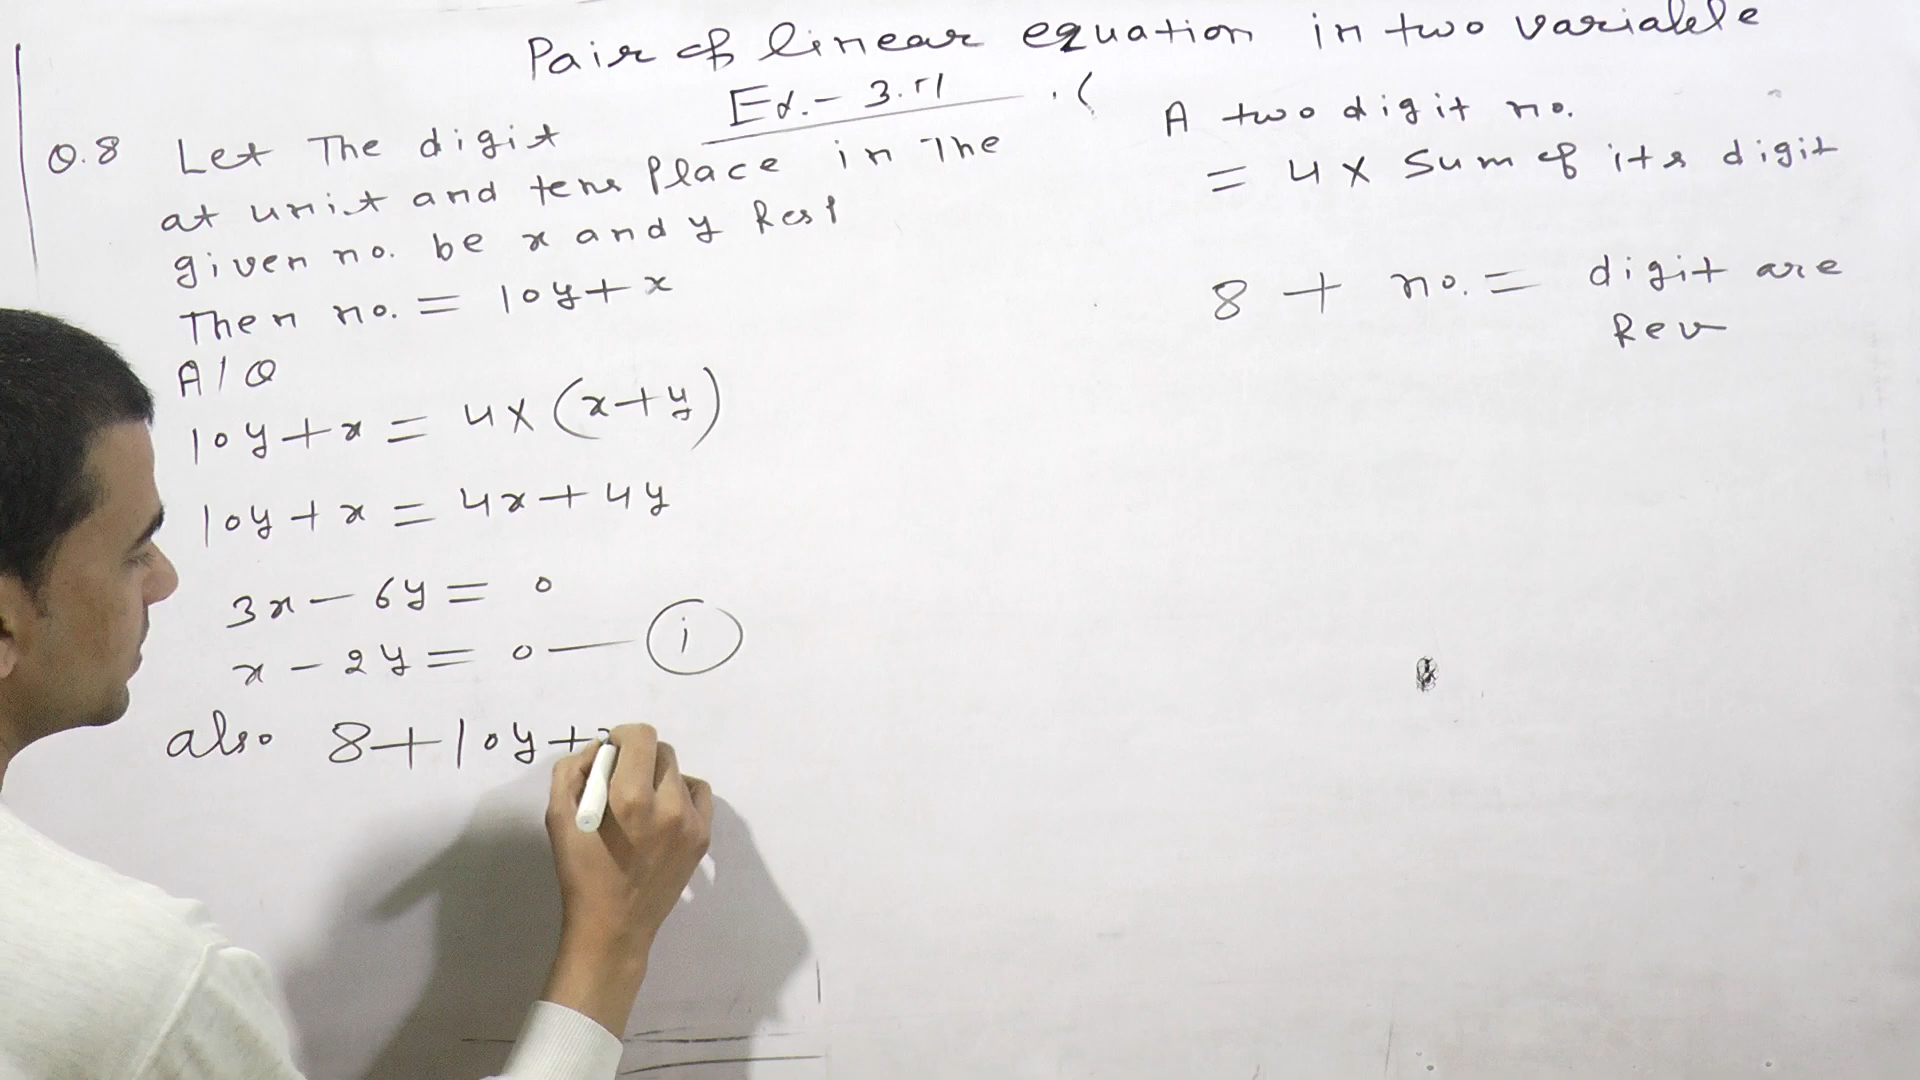 Pair of linear equation in two variable
Ex.- 3.
Q.8 Let The digit
at unit and tens Place in The
given no. be x and y Resp
Then no. = 10y+x
A/Q
10y+x = 4×(x+y)
10y+x = 4x+4y
3x-6y = 0
x-2y = 0 — i
also 8+10y+
A two digit no.
= 4× Sum of its digit
8 + no. = digit are
Rev